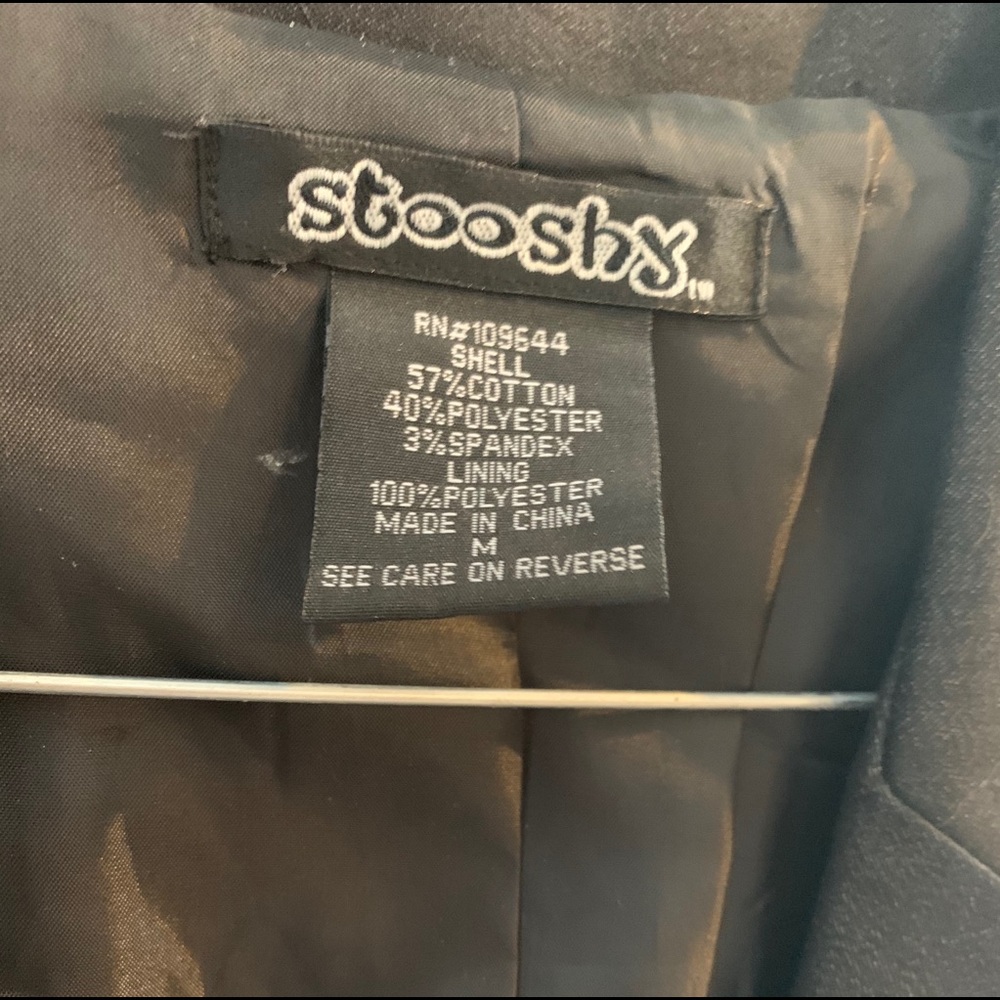 stooshy TM
RN#109644
SHELL
57%COTTON
40%POLYESTER
3%SPANDEX
LINING
100%POLYESTER
MADE IN CHINA
M
SEE CARE ON REVERSE